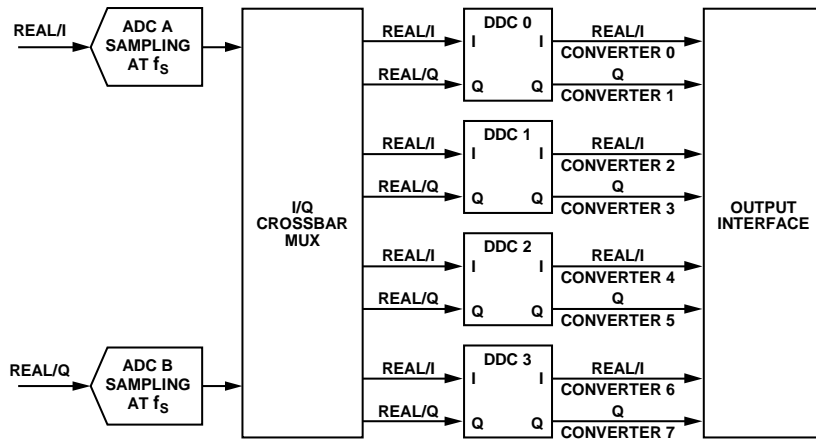 REAL/I
ADC A
SAMPLING
AT fS
REAL/Q
ADC B
SAMPLING
AT fS
I/Q
CROSSBAR
MUX
REAL/I
REAL/Q
DDC 0
I I
Q Q
REAL/I
CONVERTER 0
Q
CONVERTER 1
REAL/I
REAL/Q
DDC 1
I I
Q Q
REAL/I
CONVERTER 2
Q
CONVERTER 3
REAL/I
REAL/Q
DDC 2
I I
Q Q
REAL/I
CONVERTER 4
Q
CONVERTER 5
REAL/I
REAL/Q
DDC 3
I I
Q Q
REAL/I
CONVERTER 6
Q
CONVERTER 7
OUTPUT
INTERFACE